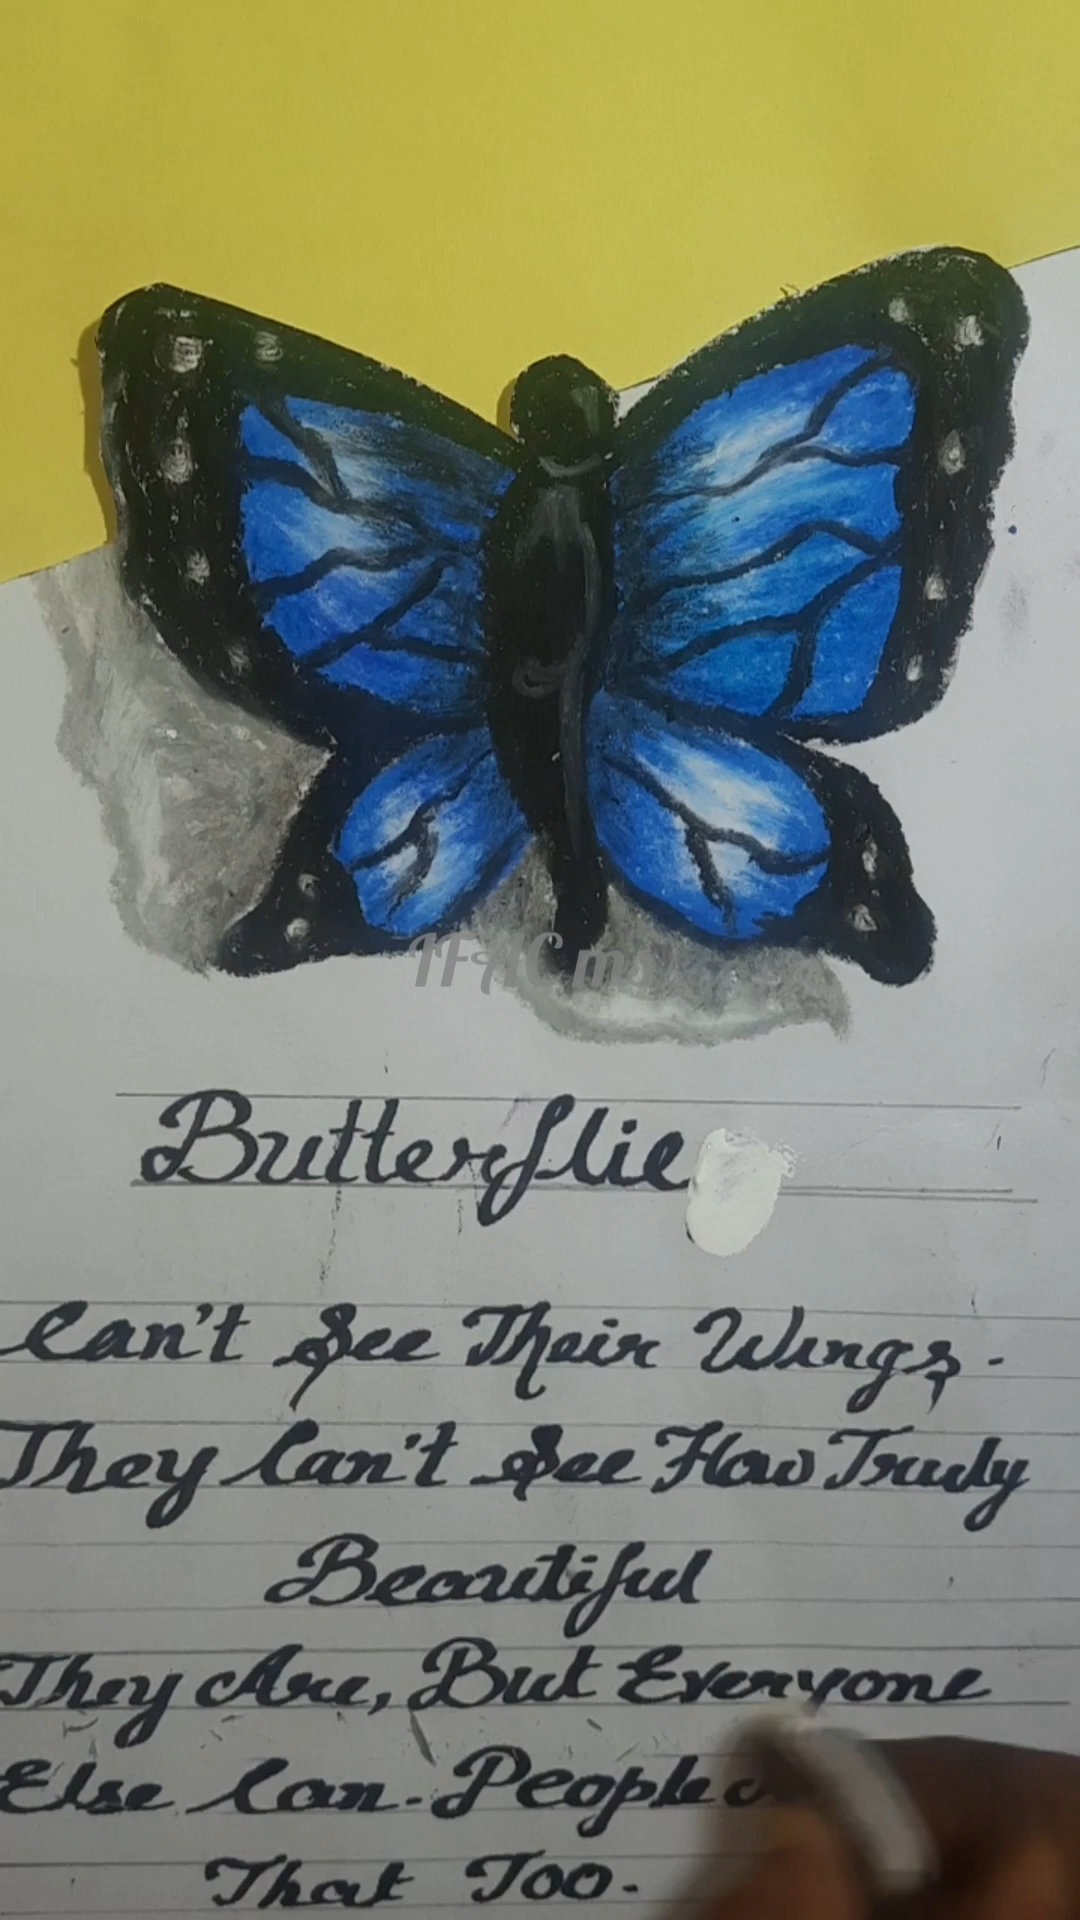 Butterflie
Can't See Their Wings.
They Can't See How Truly
Beautiful
They Are, But Everyone
Else Can. People
That Too.